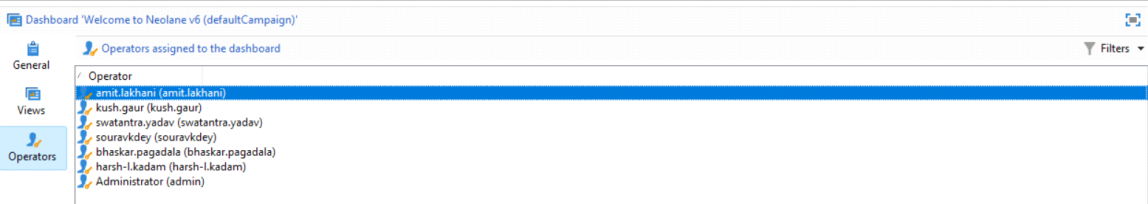 Dashboard 'Welcome to Neolane v6 (defaultCampaign)'
General
Views
Operators
Operators assigned to the dashboard
Filters
Operator
amit.lakhani (amit.lakhani)
kush.gaur (kush.gaur)
swatantra.yadav (swatantra.yadav)
souravkdey (souravkdey)
bhaskar.pagadala (bhaskar.pagadala)
harsh-l.kadam (harsh-l.kadam)
Administrator (admin)